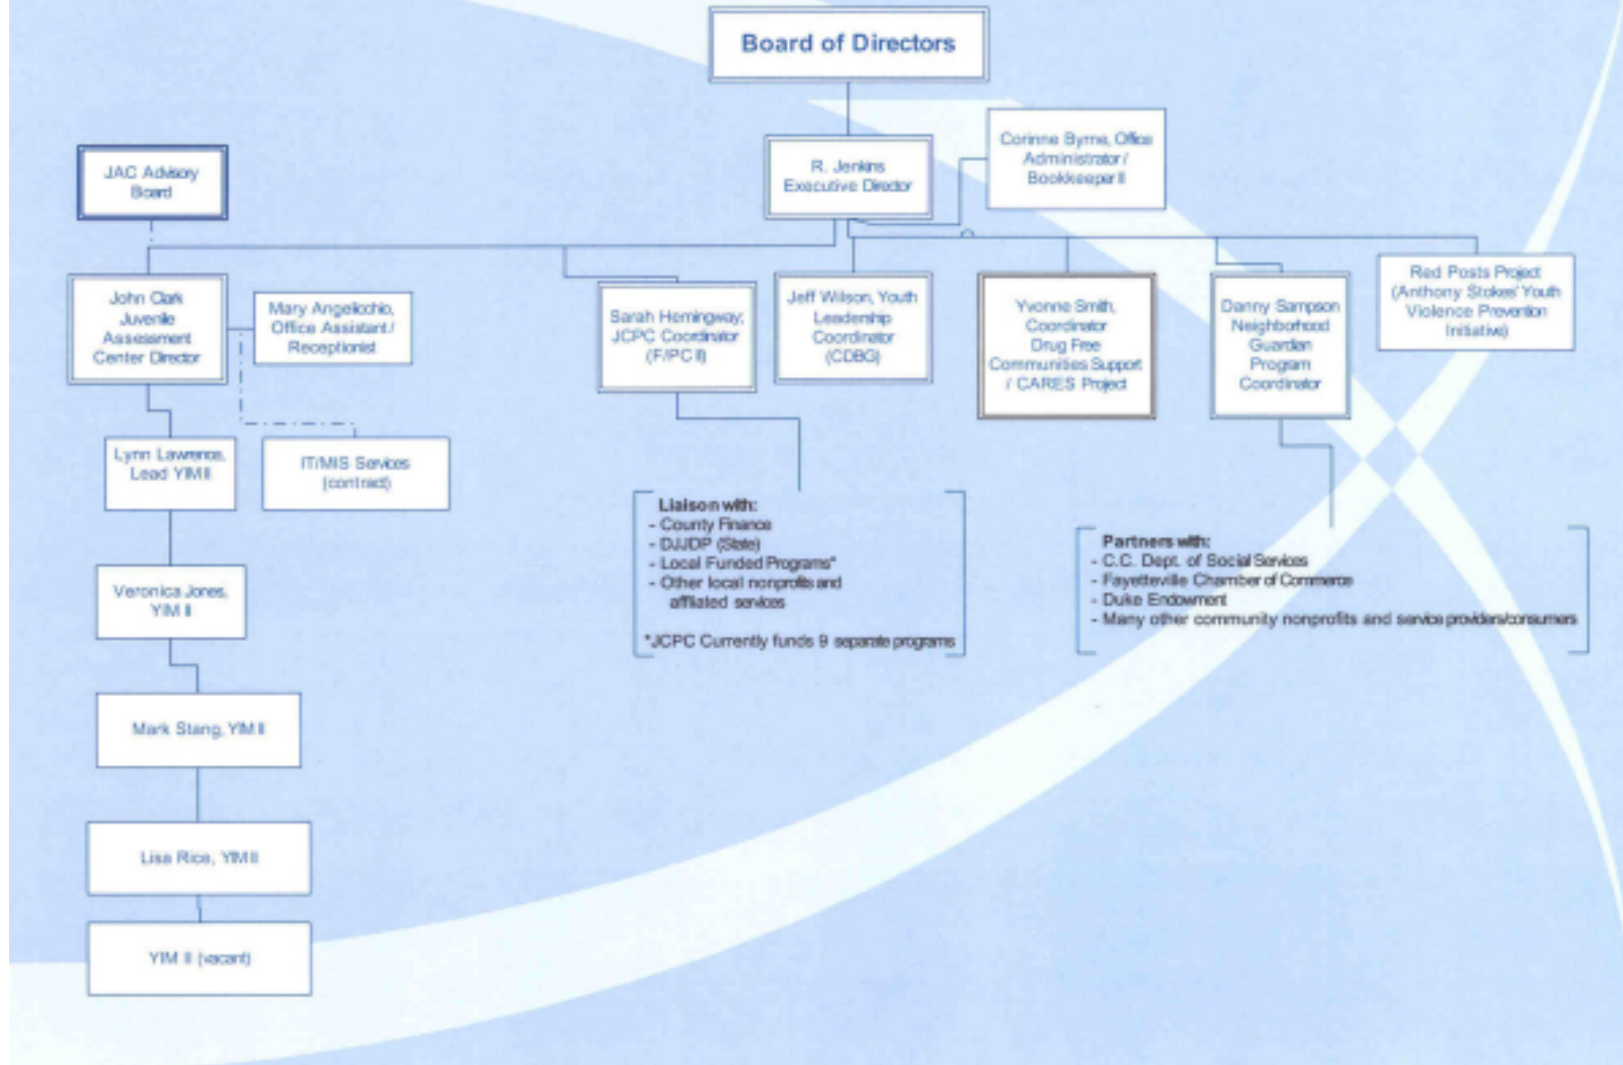 Board of Directors
Corinne Byrne, Office
Administrator/
Bookkeeper II
R. Jenkins
Executive Director
JAC Advisory
Board
John Clark
Juvenile
Assessment
Center Director
Mary Angelicchio,
Office Assistant/
Receptionist
Sarah Hemingway;
JCPC Coordinator
(F/PC II)
Jeff Wilson, Youth
Leadership
Coordinator
(CDBG)
Yvonne Smith,
Coordinator
Drug Free
Communities Support
/ CARES Project
Danny Sampson
Neighborhood
Guardian
Program
Coordinator
Red Posts Project
(Anthony Stokes' Youth
Violence Prevention
Initiative)
Lynn Lawrence,
Lead YIM II
IT/MIS Services
(contract)
Veronica Jones,
YIM II
Mark Stang, YIM II
Lisa Rice, YIM II
YIM II (vacant)
Liaison with:
- County Finance
- DJJDP (State)
- Local Funded Programs*
- Other local nonprofits and
affiliated services
*JCPC Currently funds 9 separate programs
Partners with:
- C.C. Dept. of Social Services
- Fayetteville Chamber of Commerce
- Duke Endowment
- Many other community nonprofits and service providers/consumers